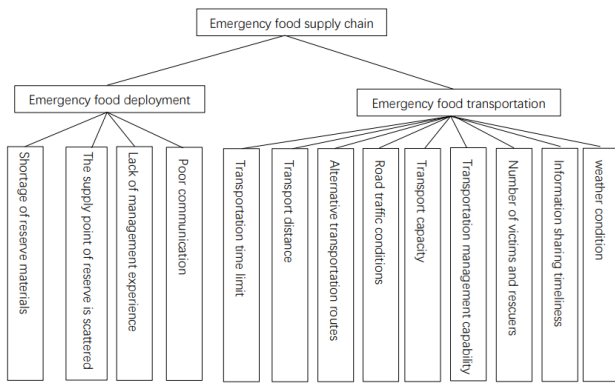 Emergency food supply chain
Emergency food deployment
Emergency food transportation
Shortage of reserve materials
The supply point of reserve is scattered
Lack of management experience
Poor communication
Transportation time limit
Transport distance
Alternative transportation routes
Road traffic conditions
Transport capacity
Transportation management capability
Number of victims and rescuers
Information sharing timeliness
weather condition